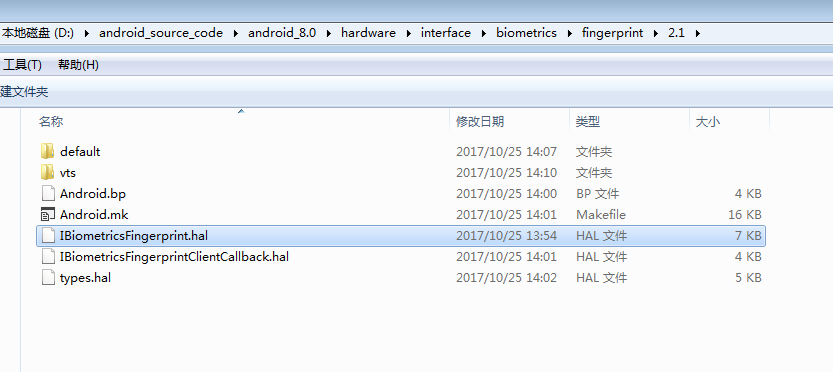 本地磁盘 (D:) android_source_code android_8.0 hardware interface biometrics fingerprint 2.1
工具(T) 帮助(H)
建文件夹
名称 修改日期 类型 大小
default 2017/10/25 14:07 文件夹
vts 2017/10/25 14:10 文件夹
Android.bp 2017/10/25 14:00 BP 文件 4 KB
Android.mk 2017/10/25 14:01 Makefile 16 KB
IBiometricsFingerprint.hal 2017/10/25 13:54 HAL 文件 7 KB
IBiometricsFingerprintClientCallback.hal 2017/10/25 14:01 HAL 文件 4 KB
types.hal 2017/10/25 14:02 HAL 文件 5 KB